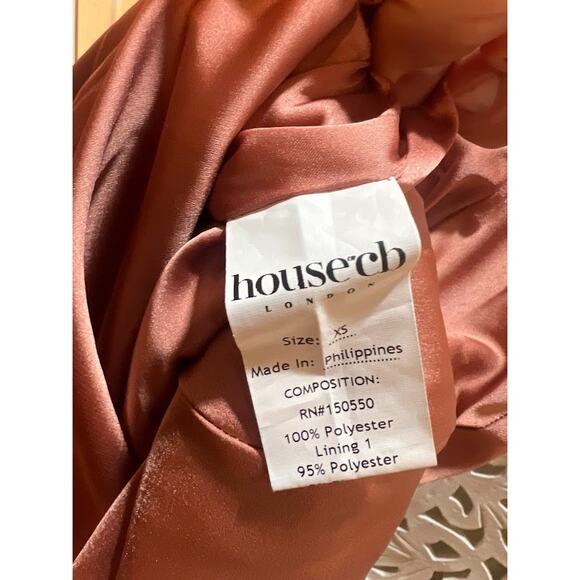 house of cb
LONDON
Size: XS
Made In: Philippines
COMPOSITION:
RN#150550
100% Polyester
Lining 1
95% Polyester